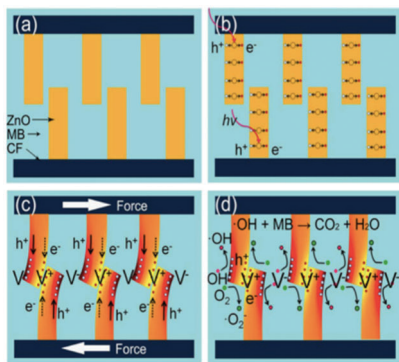 (a)
ZnO
MB
CF
(b)
h⁺ e⁻
hν
h⁺ e⁻
(c)
Force
h⁺ e⁻ h⁺ e⁻ h⁺ e⁻
V⁻ V⁺ V⁻ V⁺ V⁻ V⁺ V⁻
e⁻ h⁺ e⁻ h⁺ e⁻ h⁺
Force
(d)
·OH + MB → CO₂ + H₂O
·OH
h⁺
OH⁻ V⁺ V⁻ V⁺ V⁻ V⁺ V⁻
O₂ e⁻
·O₂⁻